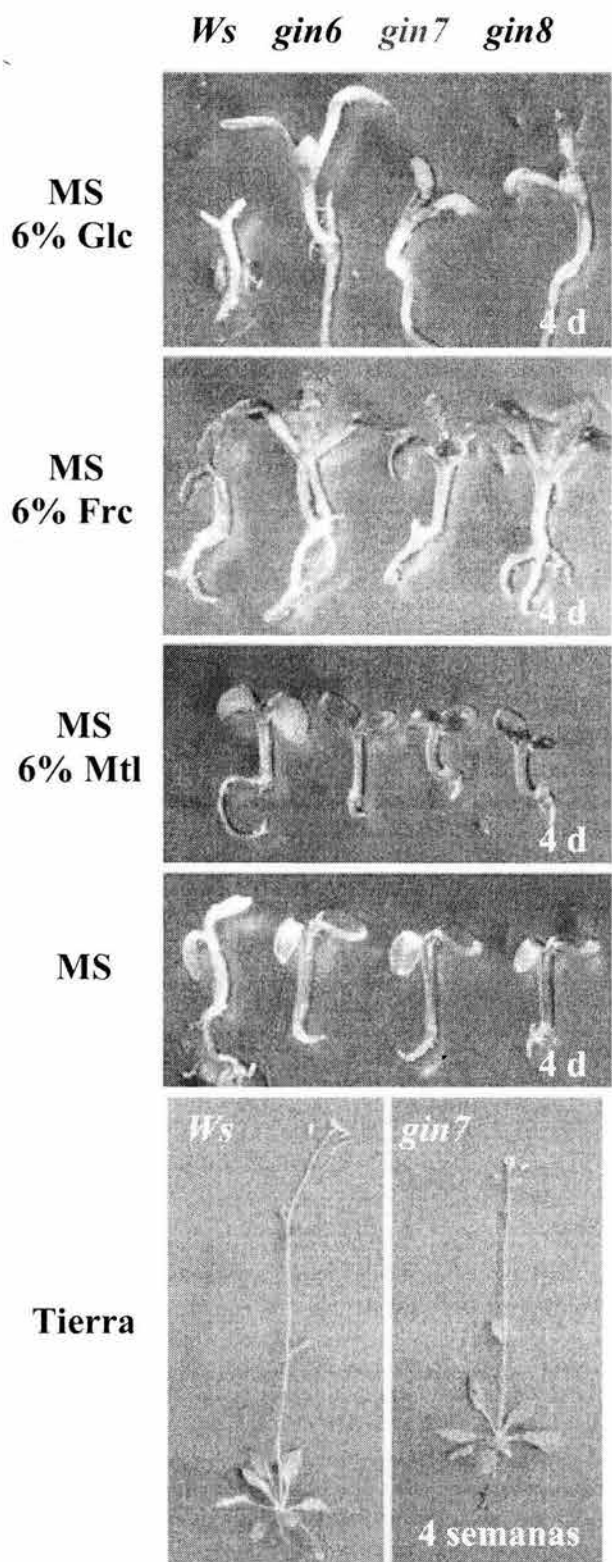 Ws gin6 gin7 gin8
MS
6% Glc
4 d
MS
6% Frc
4 d
MS
6% Mtl
4 d
MS
4 d
Ws gin7
Tierra
4 semanas